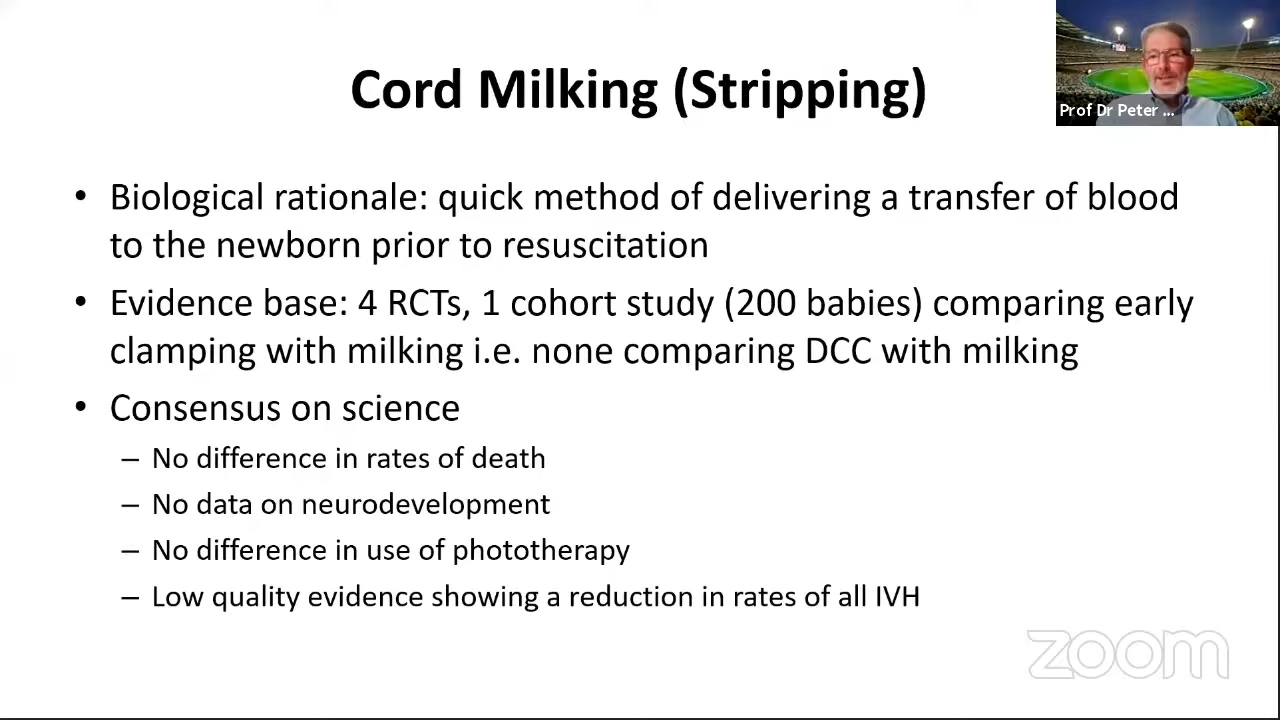 Cord Milking (Stripping)
Prof Dr Peter ...
• Biological rationale: quick method of delivering a transfer of blood
to the newborn prior to resuscitation
• Evidence base: 4 RCTs, 1 cohort study (200 babies) comparing early
clamping with milking i.e. none comparing DCC with milking
• Consensus on science
– No difference in rates of death
– No data on neurodevelopment
– No difference in use of phototherapy
– Low quality evidence showing a reduction in rates of all IVH
zoom